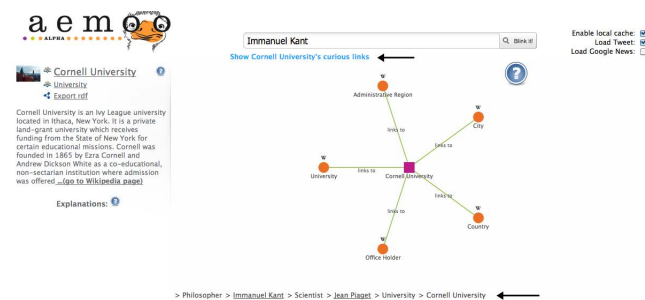 aemoo
ALPHA
Immanuel Kant
Blink it!
Enable local cache:
Load Tweet:
Load Google News:
Show Cornell University's curious links
Cornell University
University
Export rdf
Cornell University is an Ivy League university
located in Ithaca, New York. It is a private
land-grant university which receives
funding from the State of New York for
certain educational missions. Cornell was
founded in 1865 by Ezra Cornell and
Andrew Dickson White as a co-educational,
non-sectarian institution where admission
was offered ...(go to Wikipedia page)
Explanations: ?
?
?
W
Administrative Region
W
City
links to
links to
W
University
links to
Cornell University
links to
links to
W
Country
W
Office Holder
> Philosopher > Immanuel Kant > Scientist > Jean Piaget > University > Cornell University